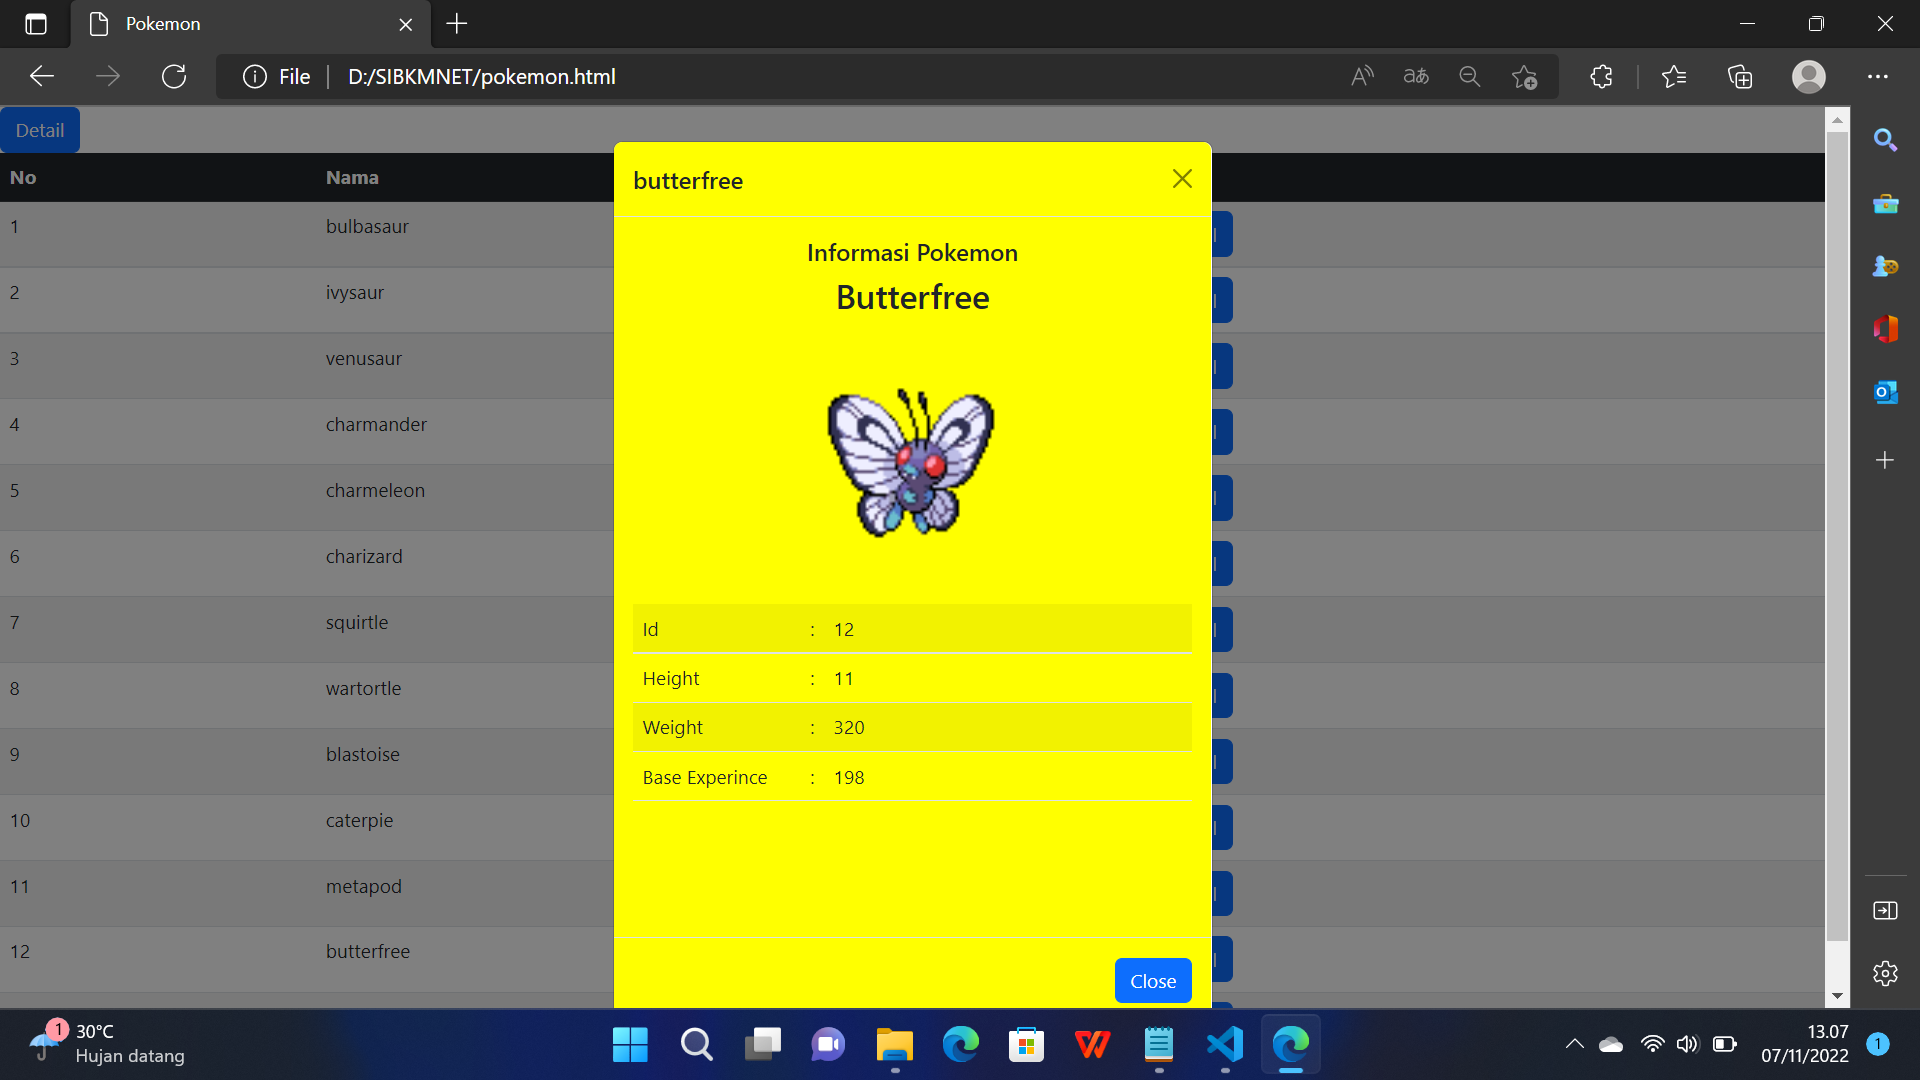 Pokemon
File D:/SIBKMNET/pokemon.html
Detail
No Nama
1 bulbasaur
2 ivysaur
3 venusaur
4 charmander
5 charmeleon
6 charizard
7 squirtle
8 wartortle
9 blastoise
10 caterpie
11 metapod
12 butterfree
butterfree
Informasi Pokemon
Butterfree
Id : 12
Height : 11
Weight : 320
Base Experince : 198
Close
1
30°C
Hujan datang
13.07
07/11/2022
1